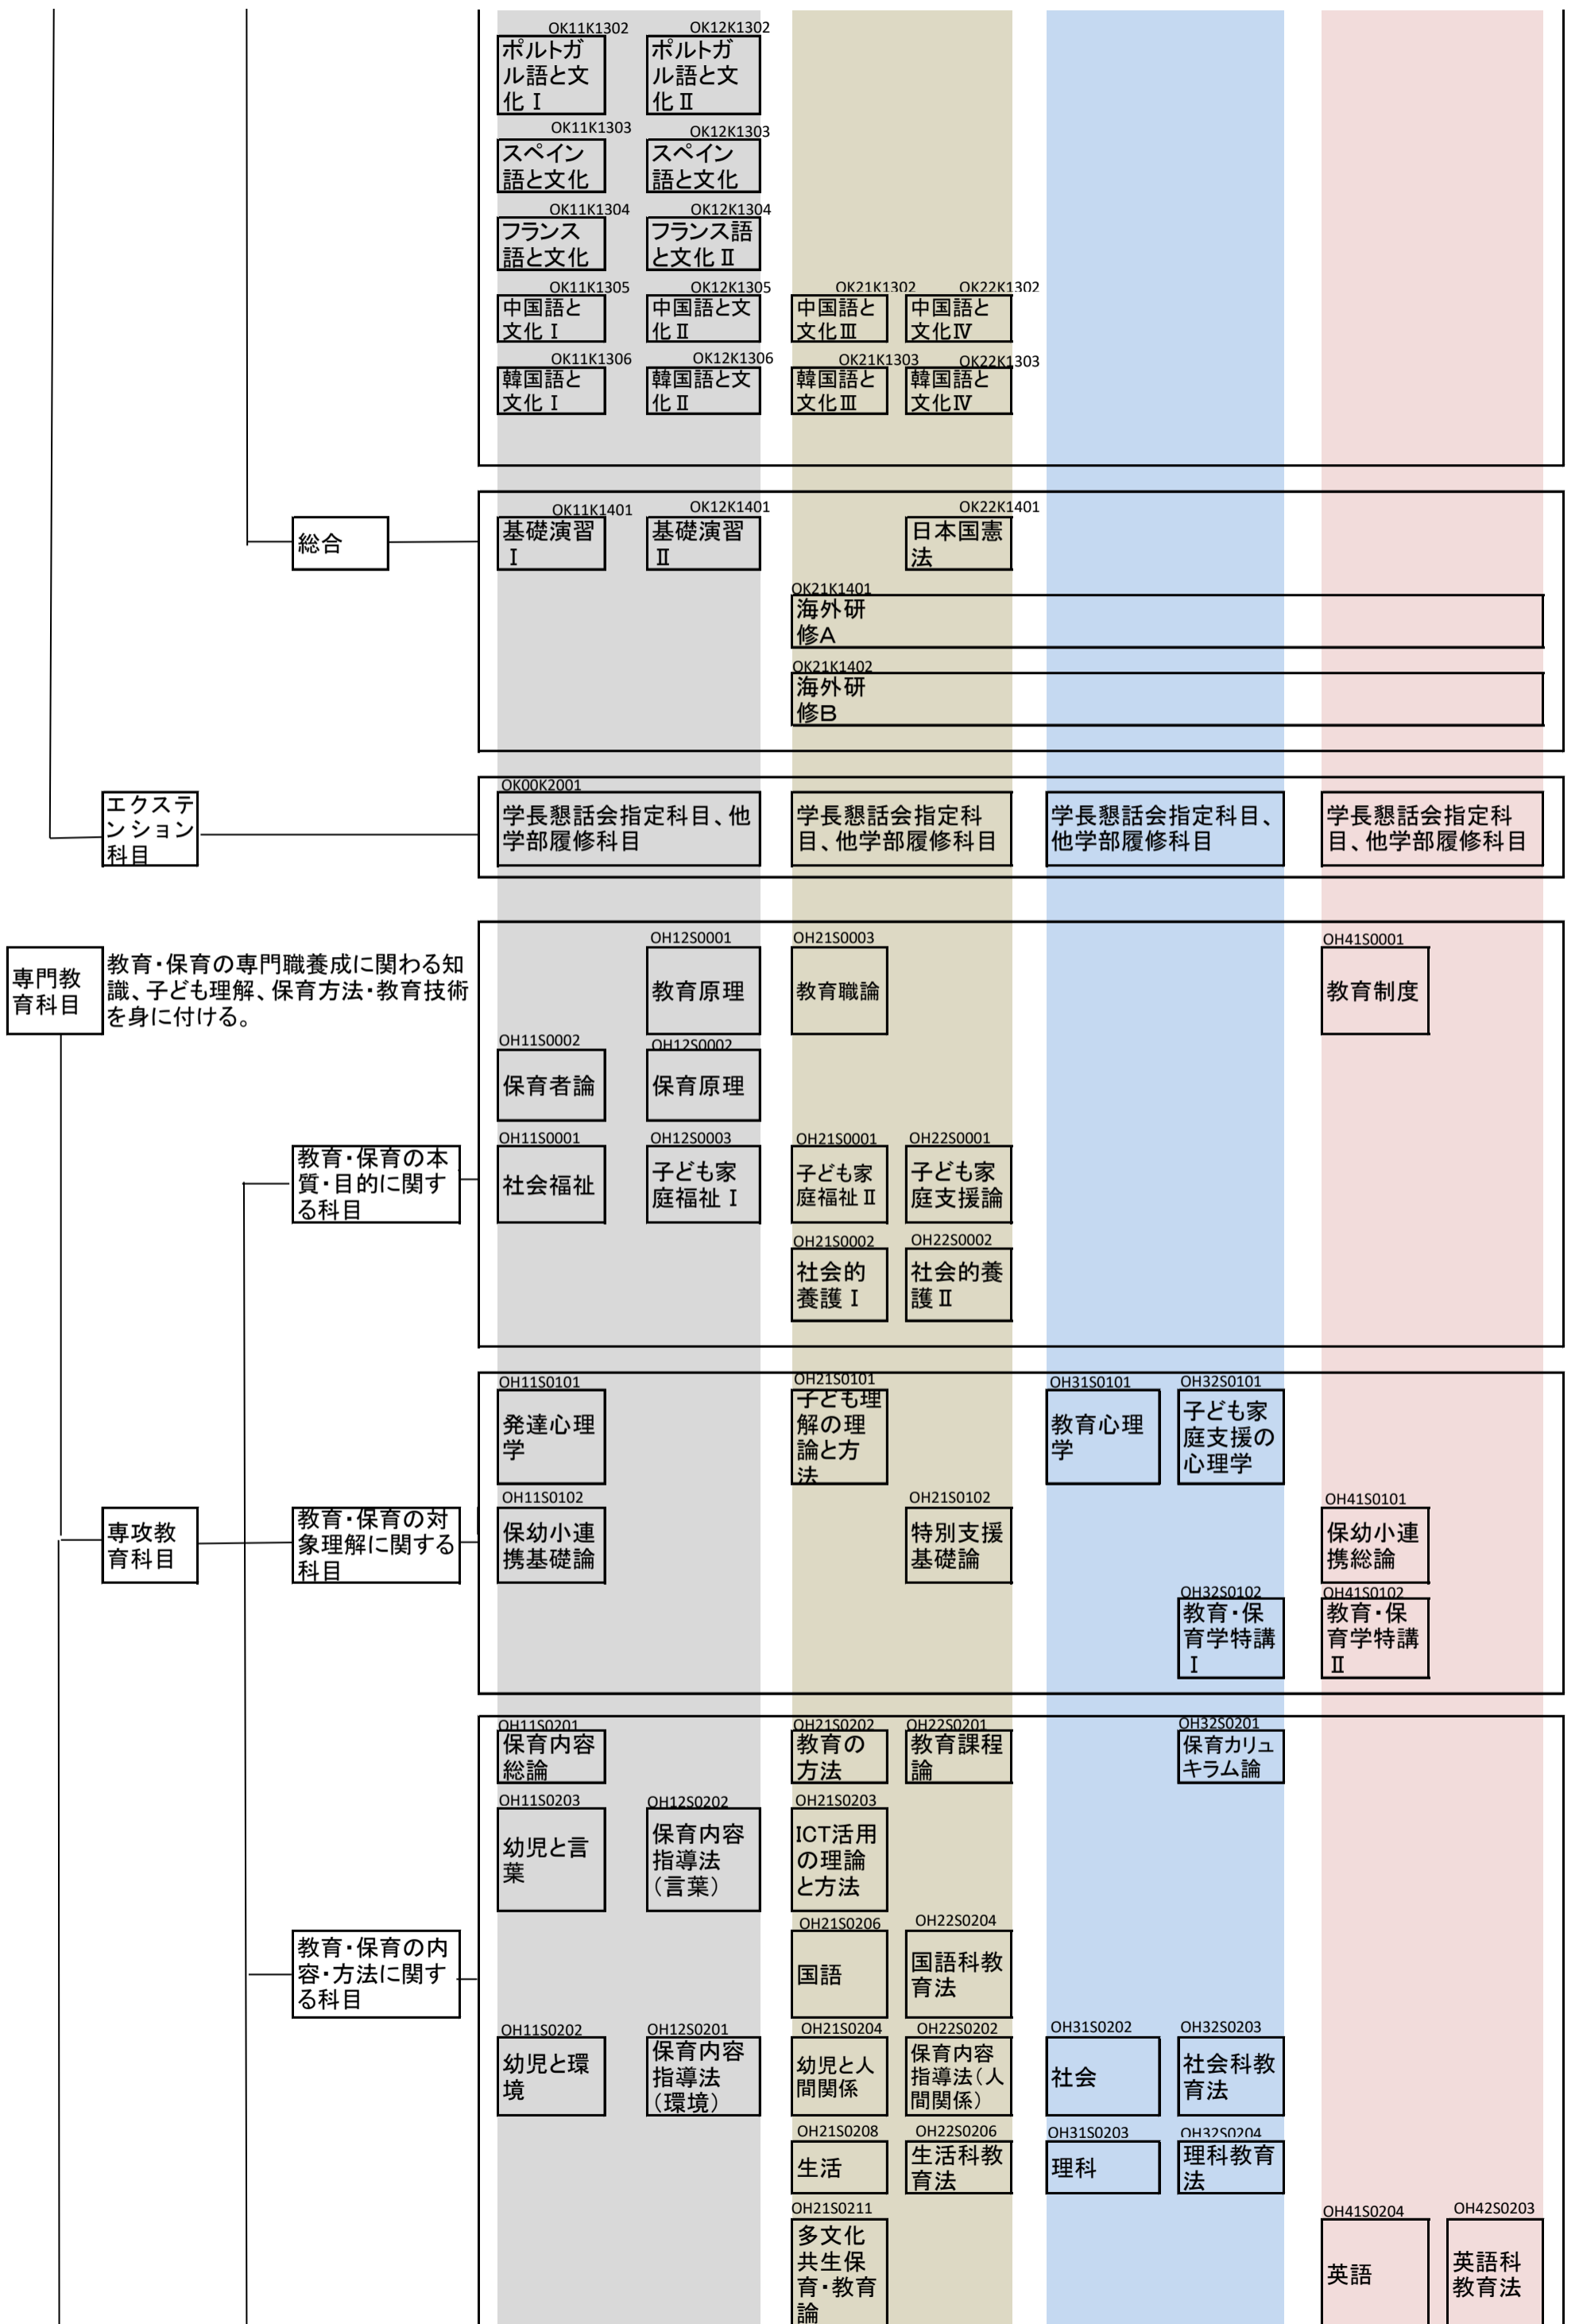 OK11K1302
OK12K1302
ポルトガ
ル語と文
化Ⅰ
ポルトガ
ル語と文
化Ⅱ
OK11K1303
OK12K1303
スペイン
語と文化
スペイン
語と文化
OK11K1304
OK12K1304
フランス
語と文化
フランス語
と文化Ⅱ
OK11K1305
OK12K1305
OK21K1302
OK22K1302
中国語と
文化Ⅰ
中国語と文
化Ⅱ
中国語と
文化Ⅲ
中国語と
文化Ⅳ
OK11K1306
OK12K1306
OK21K1303
OK22K1303
韓国語と
文化Ⅰ
韓国語と文
化Ⅱ
韓国語と
文化Ⅲ
韓国語と
文化Ⅳ
総合
OK11K1401
OK12K1401
OK22K1401
基礎演習
Ⅰ
基礎演習
Ⅱ
日本国憲
法
OK21K1401
海外研
修A
OK21K1402
海外研
修B
エクステ
ンション
科目
OK00K2001
学長懇話会指定科目、他
学部履修科目
学長懇話会指定科
目、他学部履修科目
学長懇話会指定科目、
他学部履修科目
学長懇話会指定科
目、他学部履修科目
専門教
育科目
教育・保育の専門職養成に関わる知
識、子ども理解、保育方法・教育技術
を身に付ける。
OH12S0001
OH21S0003
OH41S0001
教育原理
教育職論
教育制度
OH11S0002
OH12S0002
保育者論
保育原理
教育・保育の本
質・目的に関す
る科目
OH11S0001
OH12S0003
OH21S0001
OH22S0001
社会福祉
子ども家
庭福祉Ⅰ
子ども家
庭福祉Ⅱ
子ども家
庭支援論
OH21S0002
OH22S0002
社会的
養護Ⅰ
社会的養
護Ⅱ
OH11S0101
OH21S0101
OH31S0101
OH32S0101
発達心理
学
子ども理
解の理
論と方
法
教育心理
学
子ども家
庭支援の
心理学
専攻教
育科目
教育・保育の対
象理解に関する
科目
OH11S0102
OH21S0102
OH41S0101
保幼小連
携基礎論
特別支援
基礎論
保幼小連
携総論
OH32S0102
OH41S0102
教育・保
育学特講
Ⅰ
教育・保
育学特講
Ⅱ
OH11S0201
OH21S0202
OH22S0201
OH32S0201
保育内容
総論
教育の
方法
教育課程
論
保育カリュ
キラム論
OH11S0203
OH12S0202
OH21S0203
幼児と言
葉
保育内容
指導法
（言葉）
ICT活用
の理論
と方法
教育・保育の内
容・方法に関す
る科目
OH21S0206
OH22S0204
国語
国語科教
育法
OH11S0202
OH12S0201
OH21S0204
OH22S0202
OH31S0202
OH32S0203
幼児と環
境
保育内容
指導法
（環境）
幼児と人
間関係
保育内容
指導法（人
間関係）
社会
社会科教
育法
OH21S0208
OH22S0206
OH31S0203
OH32S0204
生活
生活科教
育法
理科
理科教育
法
OH21S0211
OH41S0204
OH42S0203
多文化
共生保
育・教育
論
英語
英語科
教育法